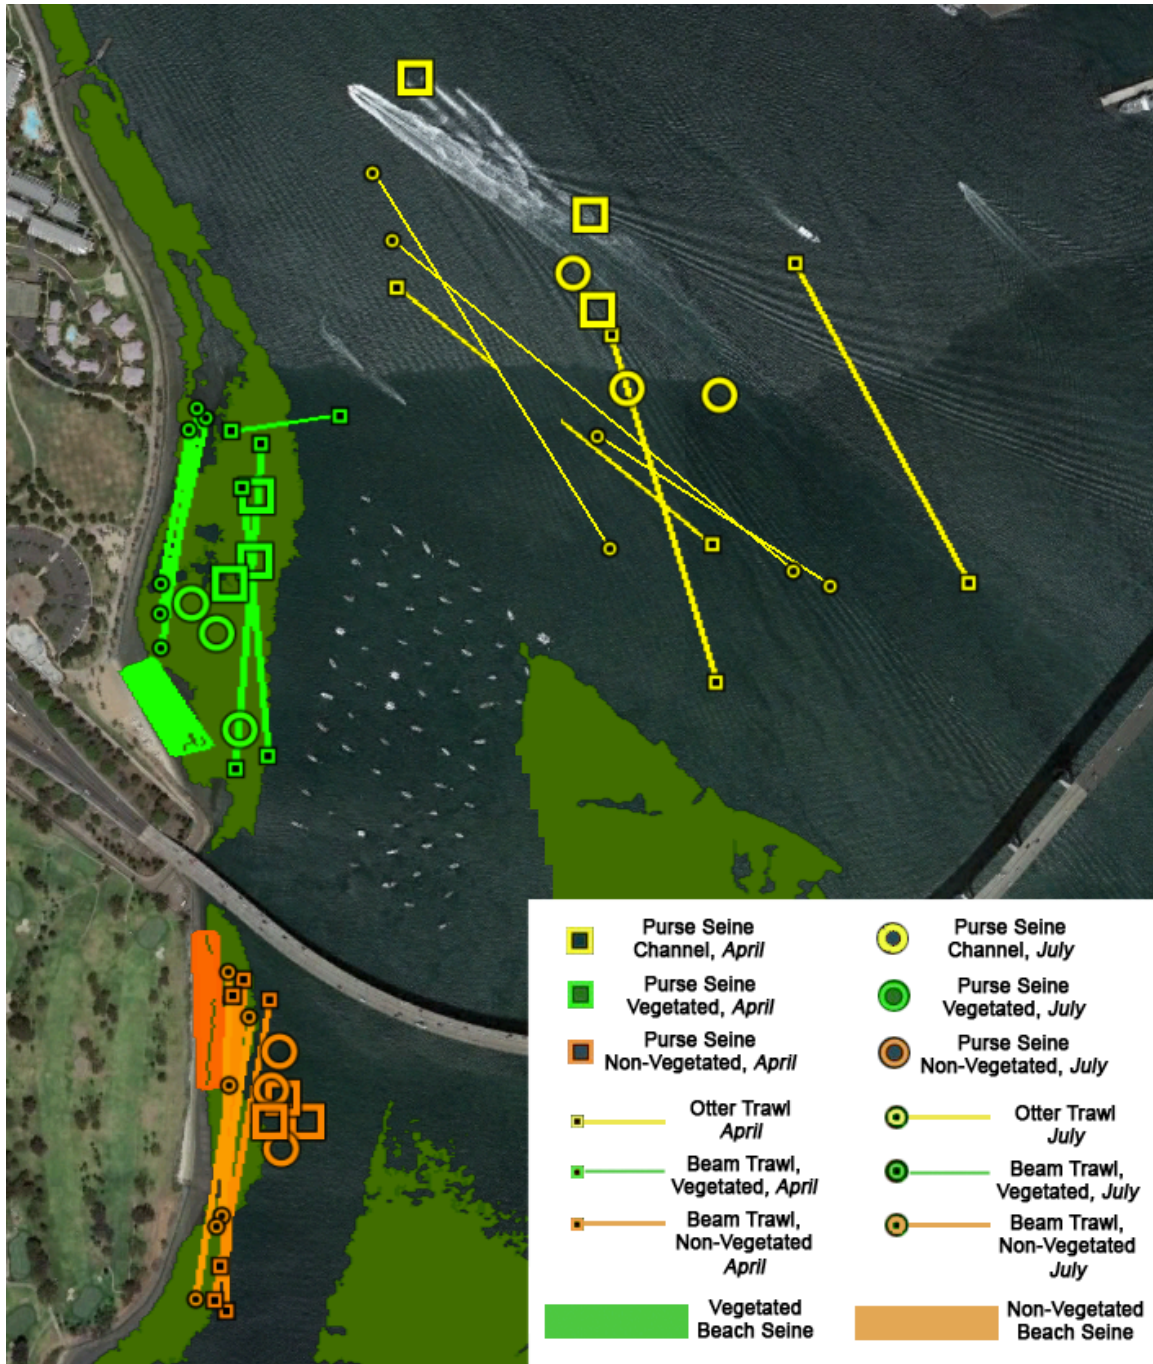 Purse Seine
Channel, April
Purse Seine
Channel, July
Purse Seine
Vegetated, April
Purse Seine
Vegetated, July
Purse Seine
Non-Vegetated, April
Purse Seine
Non-Vegetated, July
Otter Trawl
April
Otter Trawl
July
Beam Trawl,
Vegetated, April
Beam Trawl,
Vegetated, July
Beam Trawl,
Non-Vegetated
April
Beam Trawl,
Non-Vegetated
July
Vegetated
Beach Seine
Non-Vegetated
Beach Seine